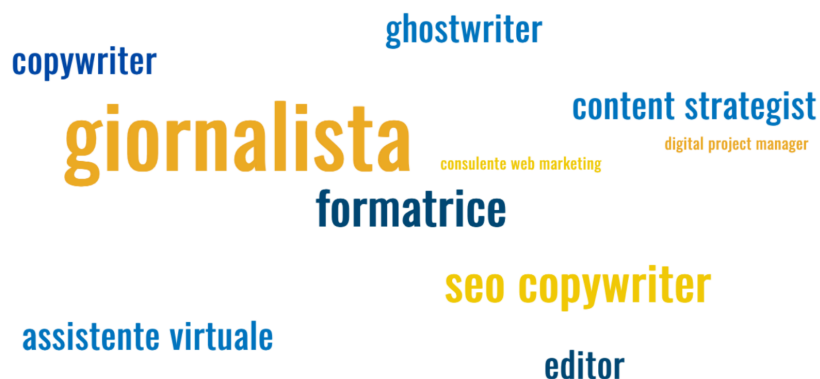 ghostwriter
copywriter
content strategist
giornalista
digital project manager
consulente web marketing
formatrice
seo copywriter
assistente virtuale
editor